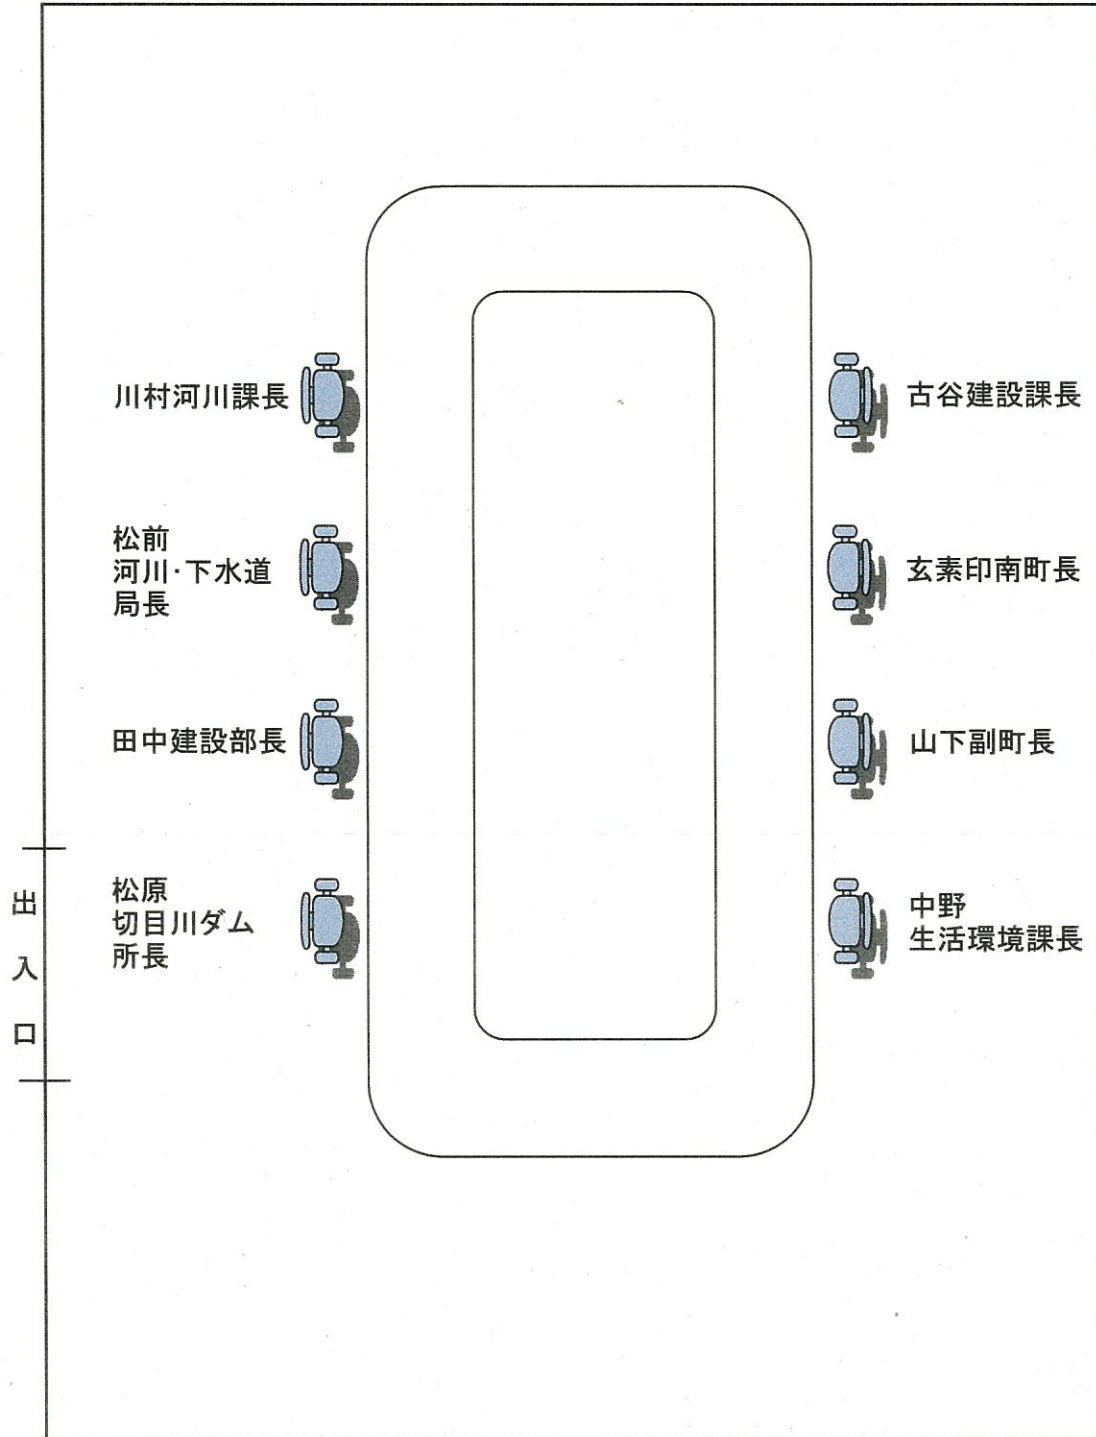 川村河川課長
松前
河川・下水道
局長
田中建設部長
松原
切目川ダム
所長
出入口
古谷建設課長
玄素印南町長
山下副町長
中野
生活環境課長